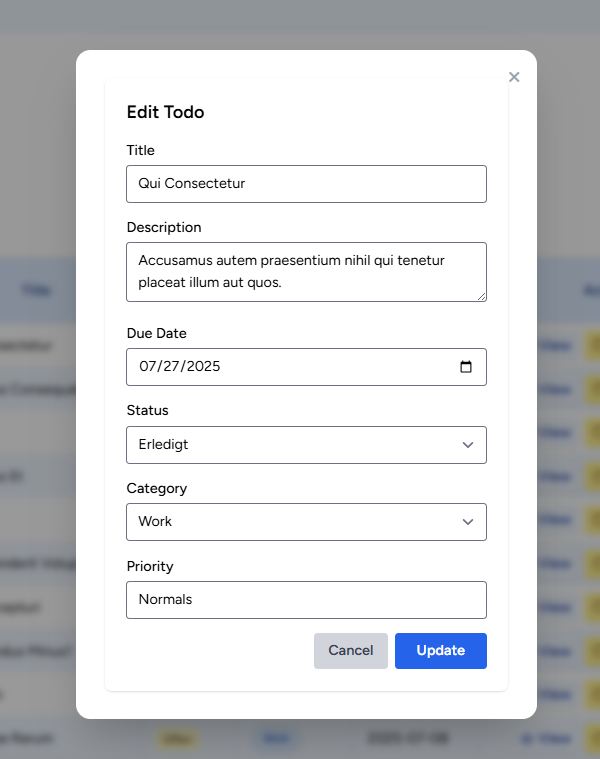 ×
Edit Todo
Title
Qui Consectetur
Description
Accusamus autem praesentium nihil qui tenetur
placeat illum aut quos.
Due Date
07/27/2025
Status
Erledigt
Category
Work
Priority
Normals
Cancel Update